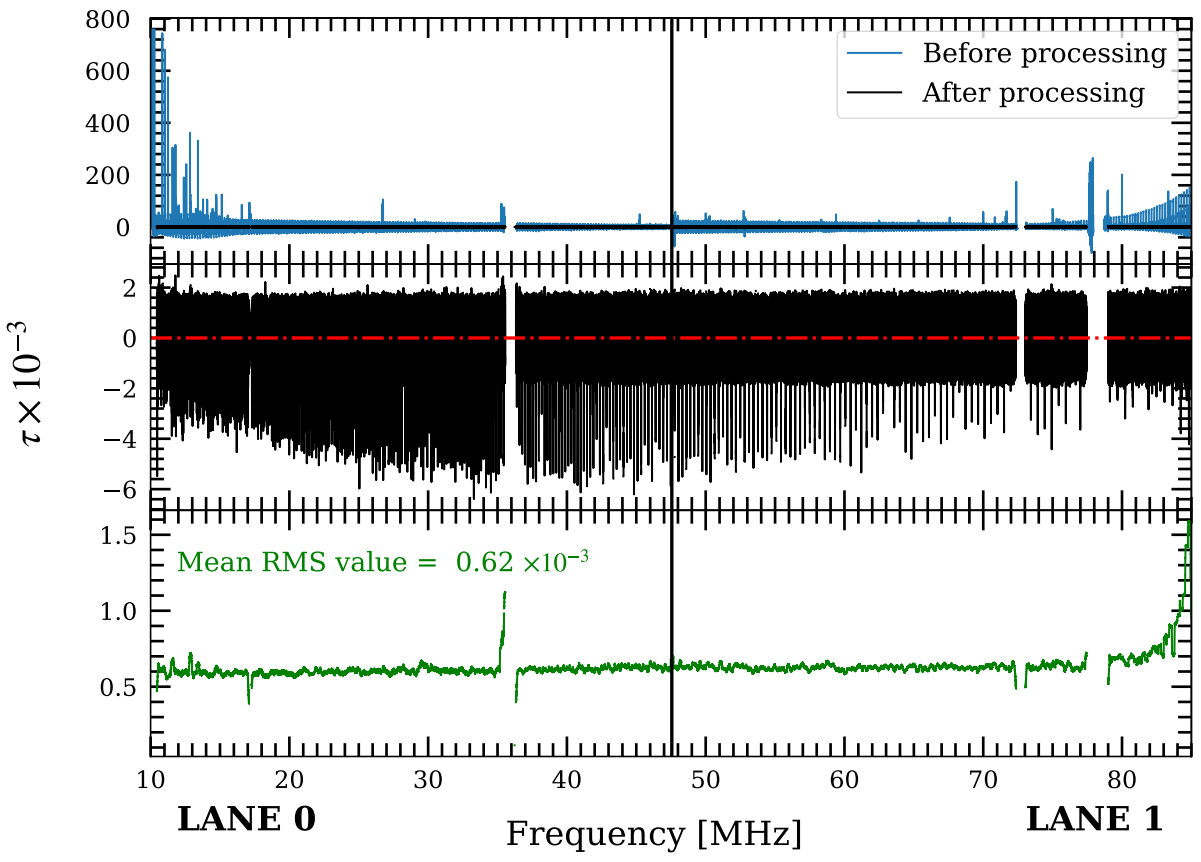 800
600
400
200
0
Before processing
After processing
2
0
−2
−4
−6
τ × 10⁻³
1.5
1.0
0.5
Mean RMS value = 0.62 ×10⁻³
10 20 30 40 50 60 70 80
LANE 0
LANE 1
Frequency [MHz]